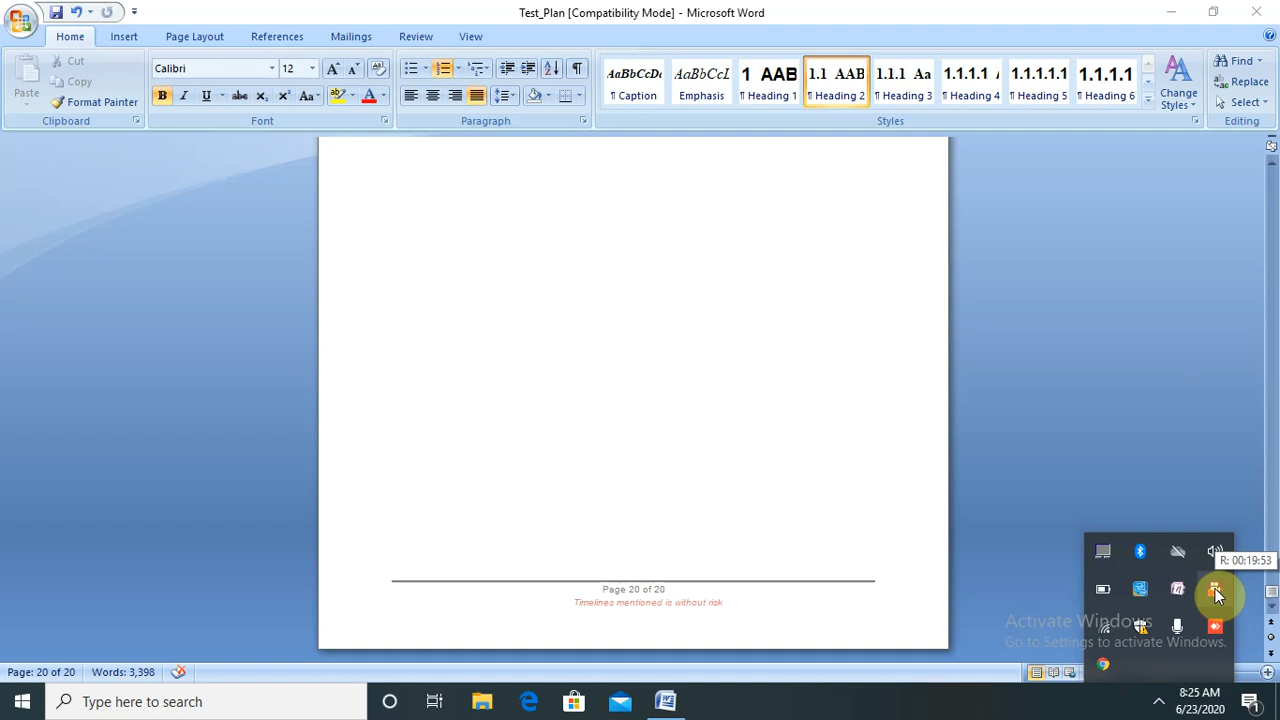 Test_Plan [Compatibility Mode] - Microsoft Word
Home Insert Page Layout References Mailings Review View
Cut
Copy
Format Painter
Paste
Clipboard
Calibri 12
Font
Paragraph
AaBbCcDı AaBbCcL 1 AAB 1.1 AAB 1.1.1 Aa 1.1.1.1 1.1.1.1.1 1.1.1.1
Caption Emphasis ¶ Heading 1 ¶ Heading 2 ¶ Heading 3 ¶ Heading 4 ¶ Heading 5 ¶ Heading 6
Change Styles
Styles
Find
Replace
Select
Editing
Page 20 of 20
Timelines mentioned is without risk
R: 00:19:53
Activate Windows
Go to Settings to activate Windows.
Page: 20 of 20 Words: 3,398
Type here to search
8:25 AM
6/23/2020
1